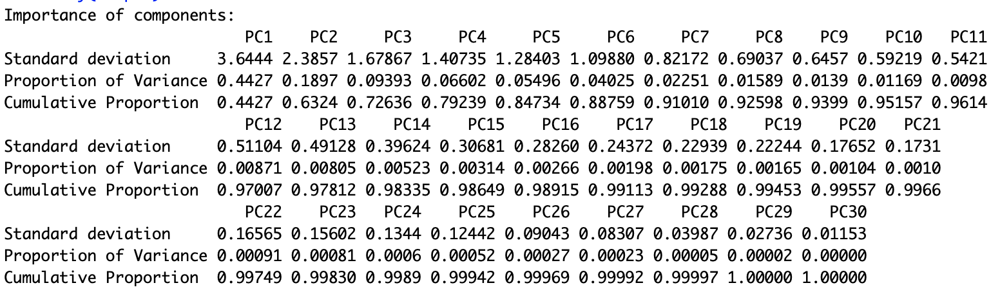 Importance of components:
PC1 PC2 PC3 PC4 PC5 PC6 PC7 PC8 PC9 PC10 PC11
Standard deviation 3.6444 2.3857 1.67867 1.40735 1.28403 1.09880 0.82172 0.69037 0.6457 0.59219 0.5421
Proportion of Variance 0.4427 0.1897 0.09393 0.06602 0.05496 0.04025 0.02251 0.01589 0.0139 0.01169 0.0098
Cumulative Proportion 0.4427 0.6324 0.72636 0.79239 0.84734 0.88759 0.91010 0.92598 0.9399 0.95157 0.9614
PC12 PC13 PC14 PC15 PC16 PC17 PC18 PC19 PC20 PC21
Standard deviation 0.51104 0.49128 0.39624 0.30681 0.28260 0.24372 0.22939 0.22244 0.17652 0.1731
Proportion of Variance 0.00871 0.00805 0.00523 0.00314 0.00266 0.00198 0.00175 0.00165 0.00104 0.0010
Cumulative Proportion 0.97007 0.97812 0.98335 0.98649 0.98915 0.99113 0.99288 0.99453 0.99557 0.9966
PC22 PC23 PC24 PC25 PC26 PC27 PC28 PC29 PC30
Standard deviation 0.16565 0.15602 0.1344 0.12442 0.09043 0.08307 0.03987 0.02736 0.01153
Proportion of Variance 0.00091 0.00081 0.0006 0.00052 0.00027 0.00023 0.00005 0.00002 0.00000
Cumulative Proportion 0.99749 0.99830 0.9989 0.99942 0.99969 0.99992 0.99997 1.00000 1.00000